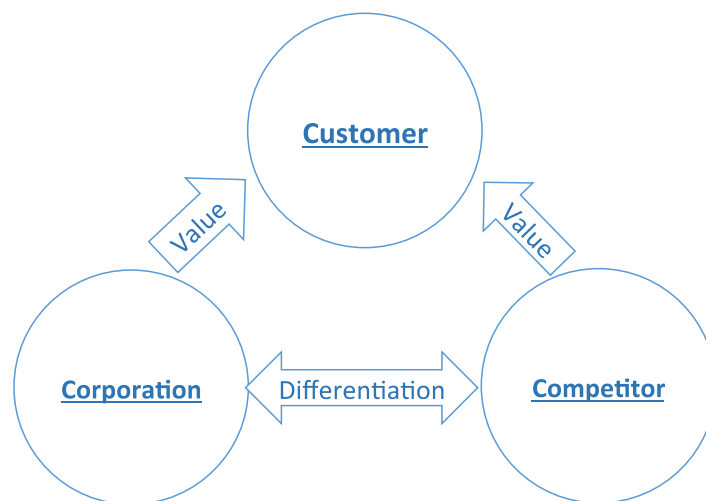 Customer
Value
Value
Corporation
Differentiation
Competitor